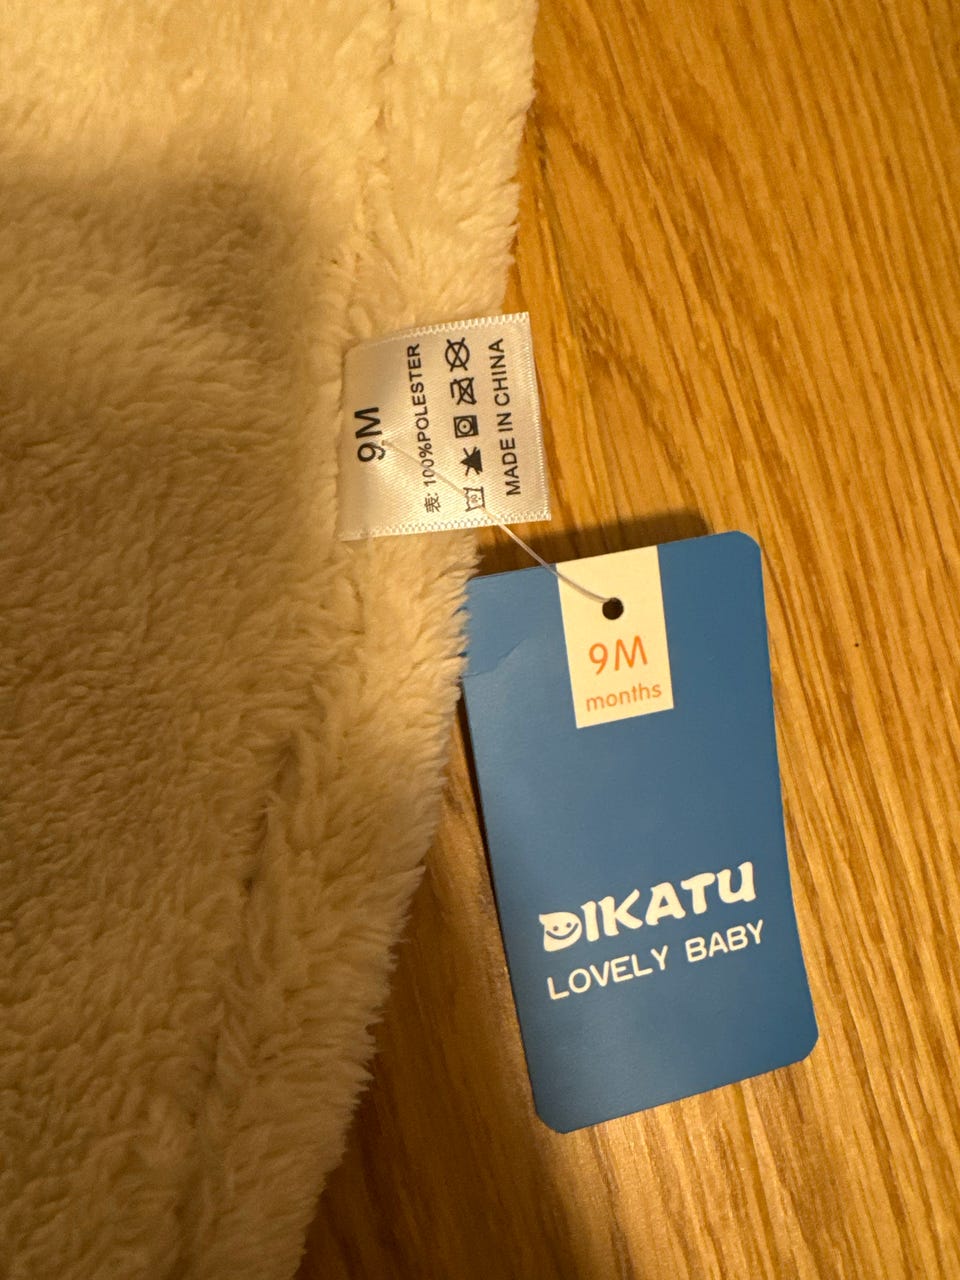 9M
表: 100%POLESTER
MADE IN CHINA
9M
months
DIKATU
LOVELY BABY